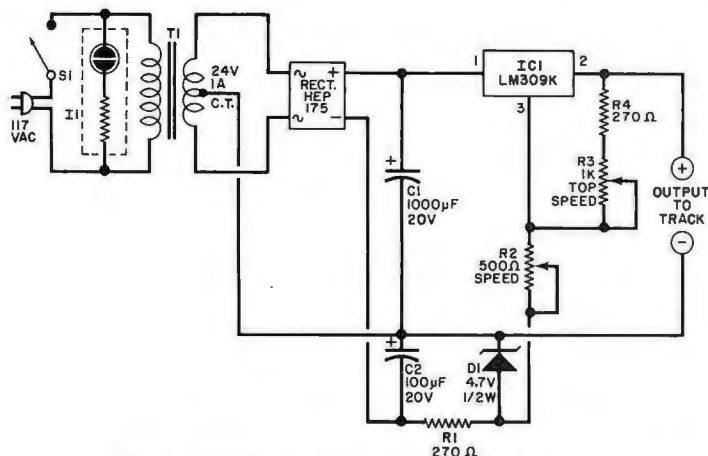 S1
117
VAC
I1
T1
24V
1A
C.T.
~
~
+
−
RECT.
HEP
175
+
C1
1000µF
20V
+
C2
100µF
20V
1
IC1
LM309K
2
3
R4
270Ω
R3
1K
TOP
SPEED
R2
500Ω
SPEED
D1
4.7V
1/2W
R1
270Ω
+
OUTPUT
TO TRACK
−